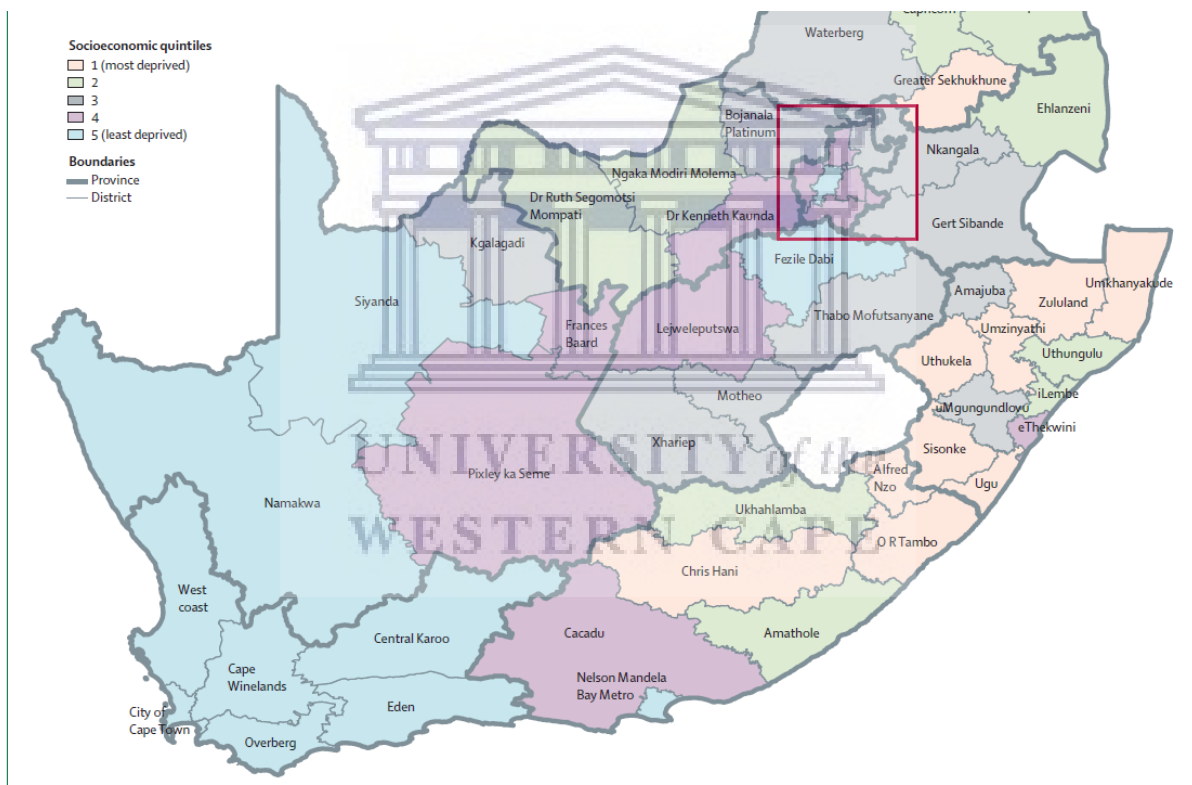 Socioeconomic quintiles
1 (most deprived)
2
3
4
5 (least deprived)
Boundaries
Province
District
Capricorn
Waterberg
Greater Sekhukhune
Ehlanzeni
Bojanala
Platinum
Nkangala
Ngaka Modiri Molema
Dr Ruth Segomotsi
Mompati
Dr Kenneth Kaunda
Gert Sibande
Kgalagadi
Fezile Dabi
Siyanda
Amajuba
Umkhanyakude
Zululand
Thabo Mofutsanyane
Frances
Baard
Lejweleputswa
Umzinyathi
Uthukela
Uthungulu
Motheo
iLembe
uMgungundlovu
eThekwini
Xhariep
Sisonke
UNIVERSITY of the
WESTERN CAPE
Pixley ka Seme
Alfred
Nzo
Ugu
Namakwa
Ukhahlamba
O R Tambo
Chris Hani
West
coast
Central Karoo
Cacadu
Amathole
Cape
Winelands
Nelson Mandela
Bay Metro
Eden
City of
Cape Town
Overberg